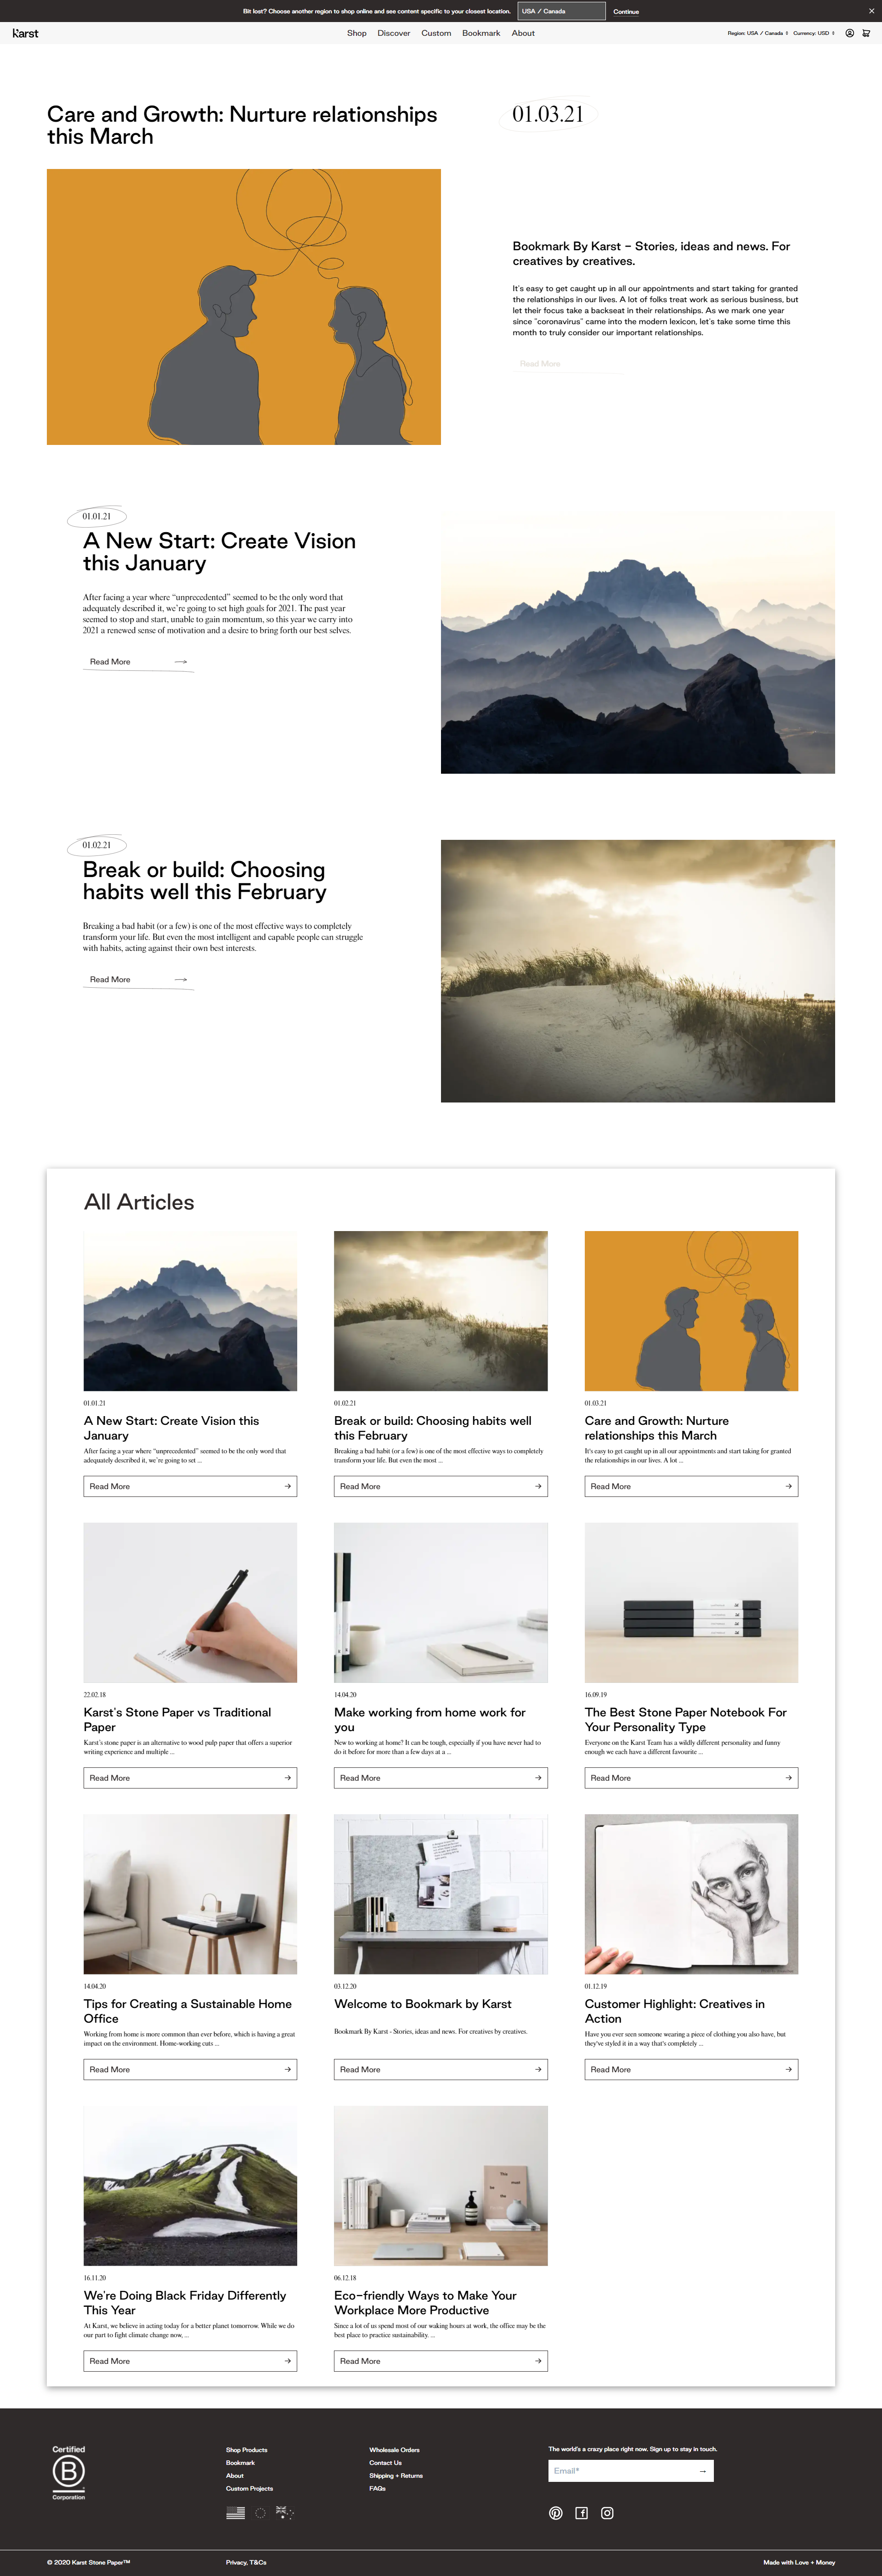 Bit lost? Choose another region to shop online and see content specific to your closest location.
USA / Canada
Continue
Karst
Shop Discover Custom Bookmark About
Region: USA / Canada
Currency: USD
Care and Growth: Nurture relationships
this March
01.03.21
Bookmark By Karst - Stories, ideas and news. For
creatives by creatives.
It's easy to get caught up in all our appointments and start taking for granted
the relationships in our lives. A lot of folks treat work as serious business, but
let their focus take a backseat in their relationships. As we mark one year
since "coronavirus" came into the modern lexicon, let's take some time this
month to truly consider our important relationships.
Read More
01.01.21
A New Start: Create Vision
this January
After facing a year where “unprecedented” seemed to be the only word that
adequately described it, we’re going to set high goals for 2021. The past year
seemed to stop and start, unable to gain momentum, so this year we carry into
2021 a renewed sense of motivation and a desire to bring forth our best selves.
Read More →
01.02.21
Break or build: Choosing
habits well this February
Breaking a bad habit (or a few) is one of the most effective ways to completely
transform your life. But even the most intelligent and capable people can struggle
with habits, acting against their own best interests.
Read More →
All Articles
01.01.21
A New Start: Create Vision this
January
After facing a year where “unprecedented” seemed to be the only word that
adequately described it, we’re going to set ...
Read More →
01.02.21
Break or build: Choosing habits well
this February
Breaking a bad habit (or a few) is one of the most effective ways to completely
transform your life. But even the most ...
Read More →
01.03.21
Care and Growth: Nurture
relationships this March
It's easy to get caught up in all our appointments and start taking for granted
the relationships in our lives. A lot ...
Read More →
22.02.18
Karst's Stone Paper vs Traditional
Paper
Karst’s stone paper is an alternative to wood pulp paper that offers a superior
writing experience and multiple ...
Read More →
14.04.20
Make working from home work for
you
New to working at home? It can be tough, especially if you have never had to
do it before for more than a few days at a ...
Read More →
16.09.19
The Best Stone Paper Notebook For
Your Personality Type
Everyone on the Karst Team has a wildly different personality and funny
enough we each have a different favourite ...
Read More →
14.04.20
Tips for Creating a Sustainable Home
Office
Working from home is more common than ever before, which is having a great
impact on the environment. Home-working cuts ...
Read More →
03.12.20
Welcome to Bookmark by Karst
Bookmark By Karst - Stories, ideas and news. For creatives by creatives.
Read More →
01.12.19
Customer Highlight: Creatives in
Action
Have you ever seen someone wearing a piece of clothing you also have, but
they've styled it in a way that's completely ...
Read More →
16.11.20
We're Doing Black Friday Differently
This Year
At Karst, we believe in acting today for a better planet tomorrow. While we do
our part to fight climate change now, ...
Read More →
06.12.18
Eco-friendly Ways to Make Your
Workplace More Productive
Since a lot of us spend most of our waking hours at work, the office may be the
best place to practice sustainability. ...
Read More →
Certified
B
Corporation
Shop Products
Bookmark
About
Custom Projects
Wholesale Orders
Contact Us
Shipping + Returns
FAQs
The world's a crazy place right now. Sign up to stay in touch.
Email* →
© 2020 Karst Stone Paper™
Privacy, T&Cs
Made with Love + Money